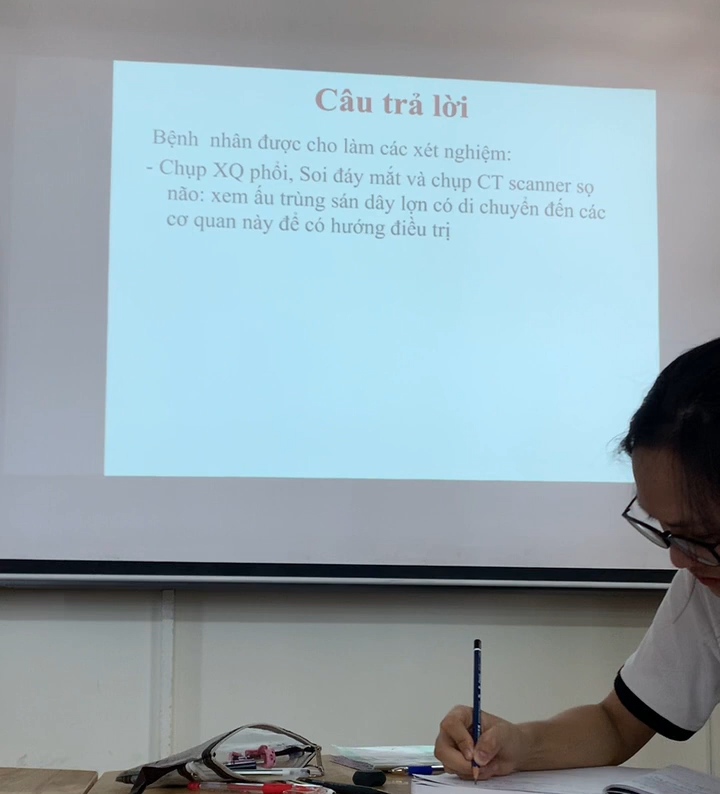 Câu trả lời
Bệnh nhân được cho làm các xét nghiệm:
- Chụp XQ phổi, Soi đáy mắt và chụp CT scanner sọ
não: xem ấu trùng sán dây lợn có di chuyển đến các
cơ quan này để có hướng điều trị